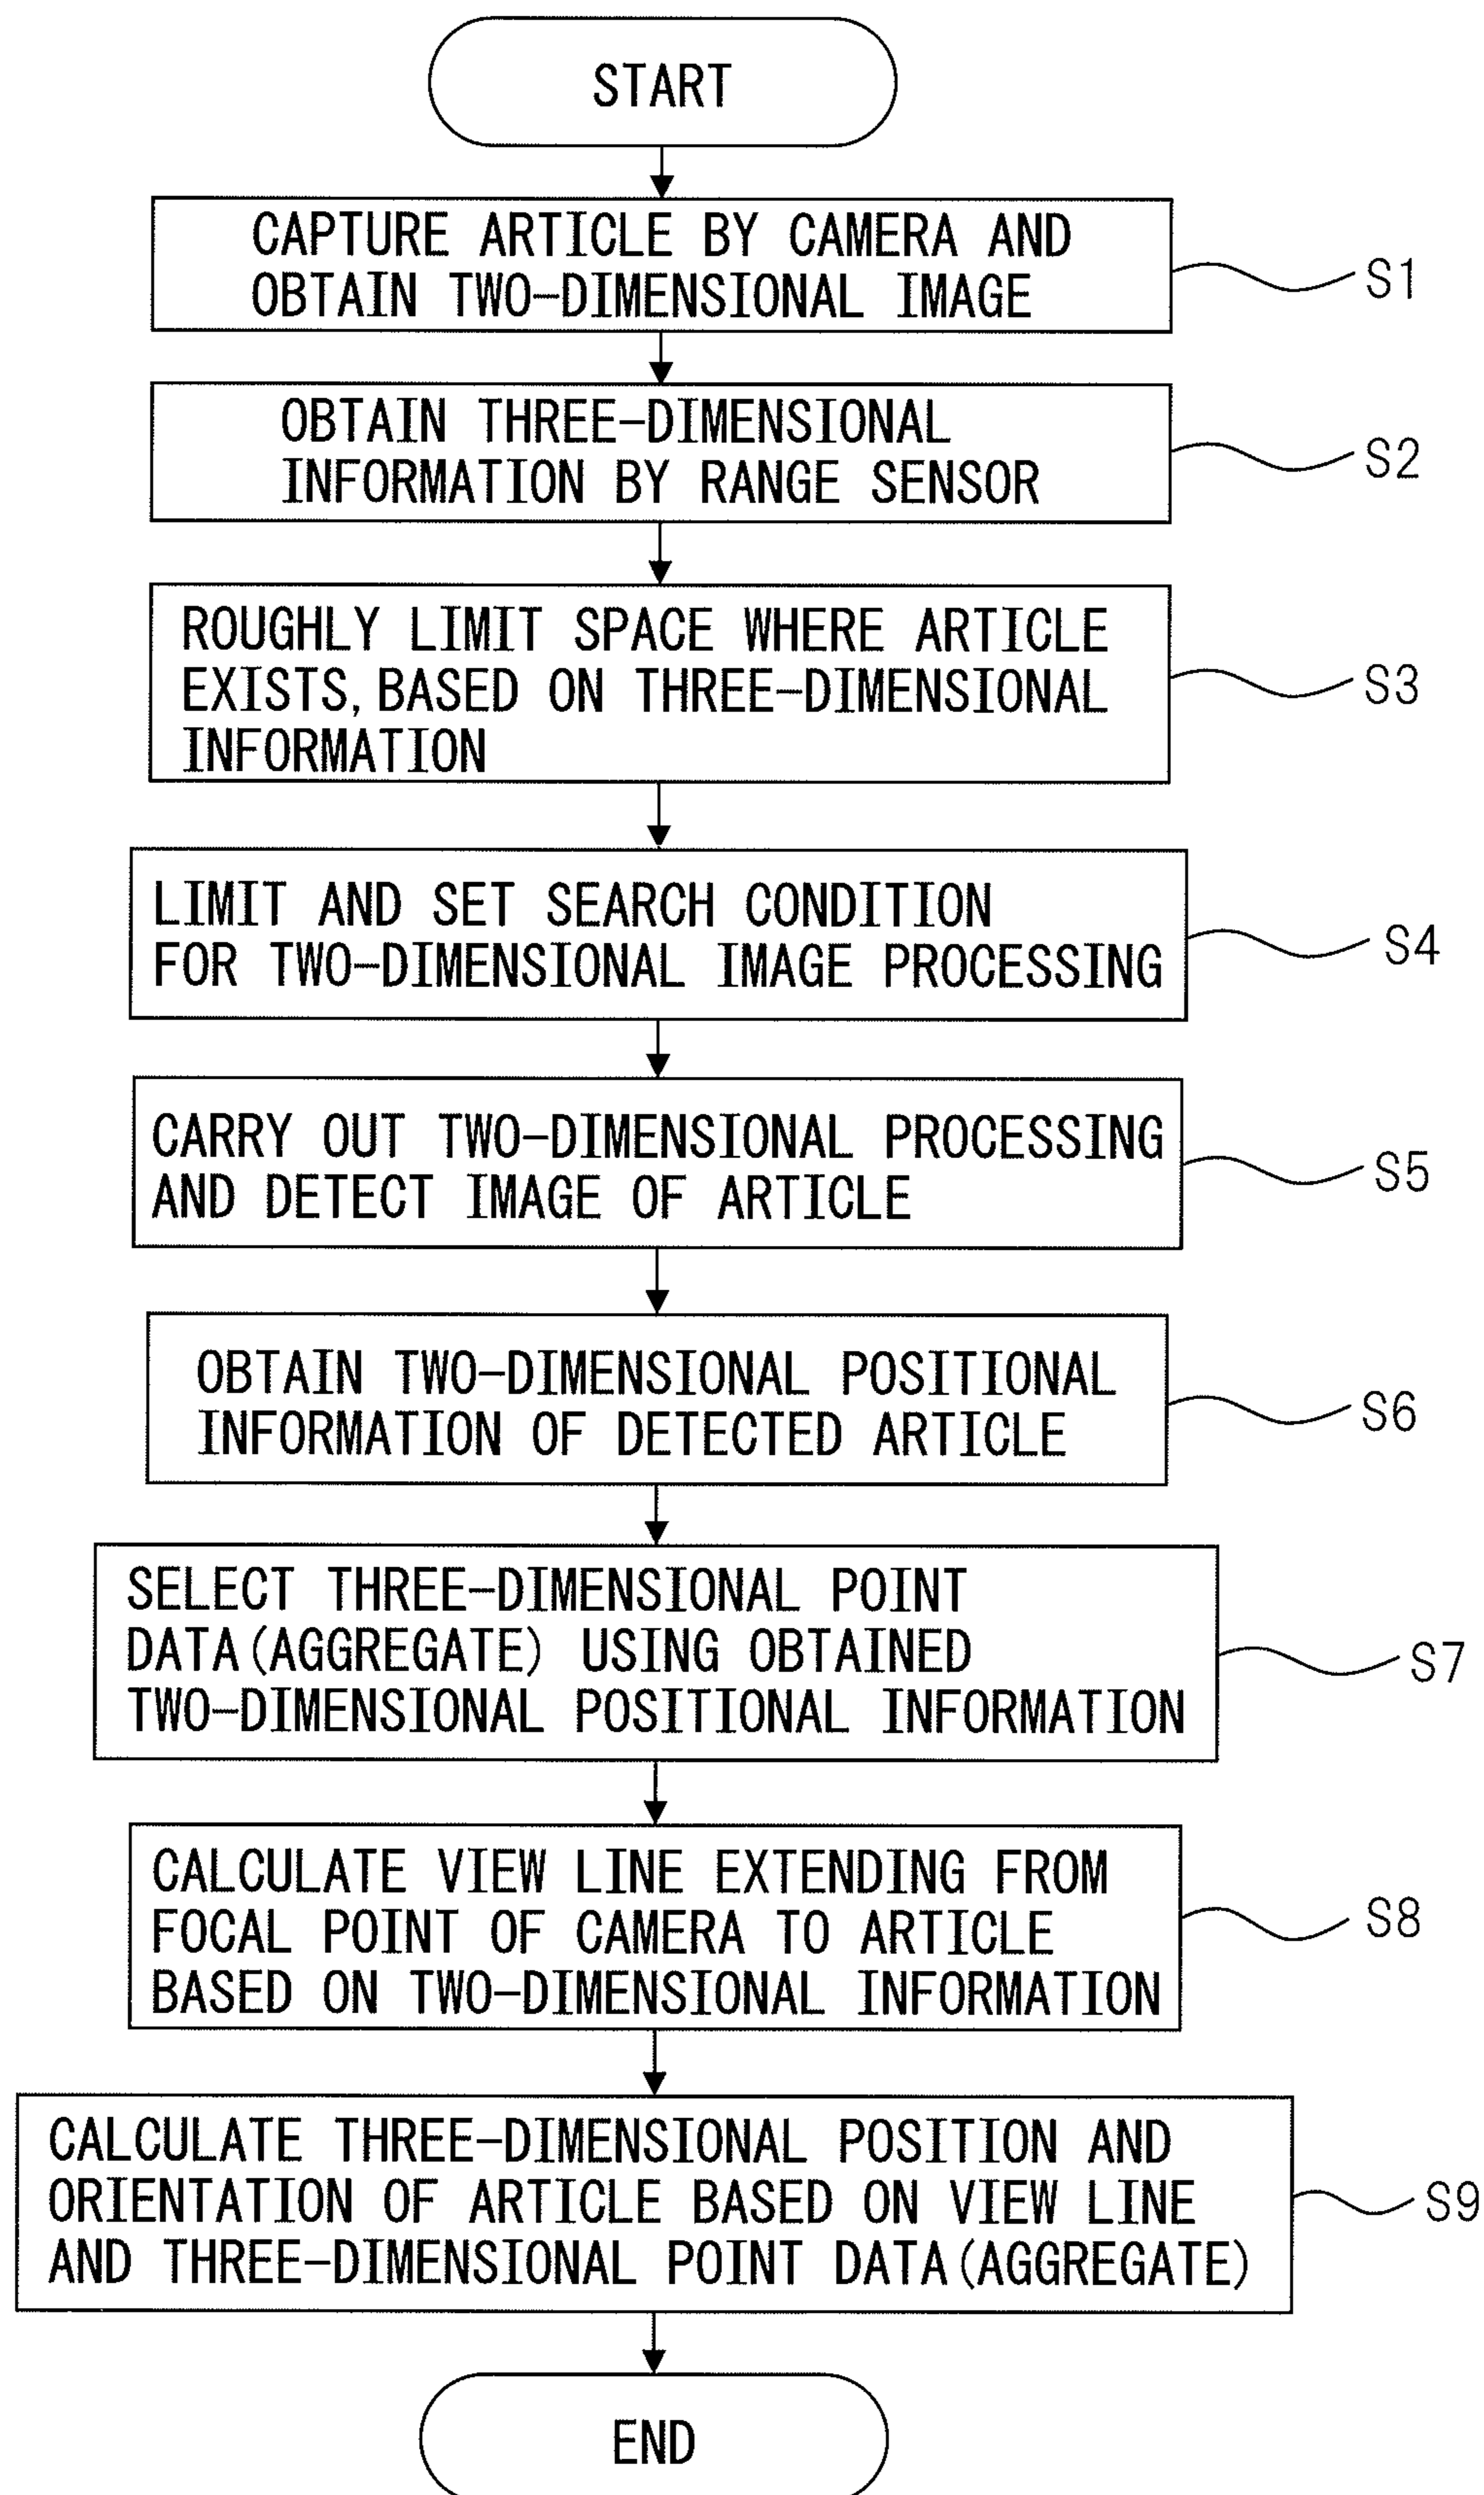 START
CAPTURE ARTICLE BY CAMERA AND
OBTAIN TWO-DIMENSIONAL IMAGE
S1
OBTAIN THREE-DIMENSIONAL
INFORMATION BY RANGE SENSOR
S2
ROUGHLY LIMIT SPACE WHERE ARTICLE
EXISTS, BASED ON THREE-DIMENSIONAL
INFORMATION
S3
LIMIT AND SET SEARCH CONDITION
FOR TWO-DIMENSIONAL IMAGE PROCESSING
S4
CARRY OUT TWO-DIMENSIONAL PROCESSING
AND DETECT IMAGE OF ARTICLE
S5
OBTAIN TWO-DIMENSIONAL POSITIONAL
INFORMATION OF DETECTED ARTICLE
S6
SELECT THREE-DIMENSIONAL POINT
DATA(AGGREGATE) USING OBTAINED
TWO-DIMENSIONAL POSITIONAL INFORMATION
S7
CALCULATE VIEW LINE EXTENDING FROM
FOCAL POINT OF CAMERA TO ARTICLE
BASED ON TWO-DIMENSIONAL INFORMATION
S8
CALCULATE THREE-DIMENSIONAL POSITION AND
ORIENTATION OF ARTICLE BASED ON VIEW LINE
AND THREE-DIMENSIONAL POINT DATA(AGGREGATE)
S9
END